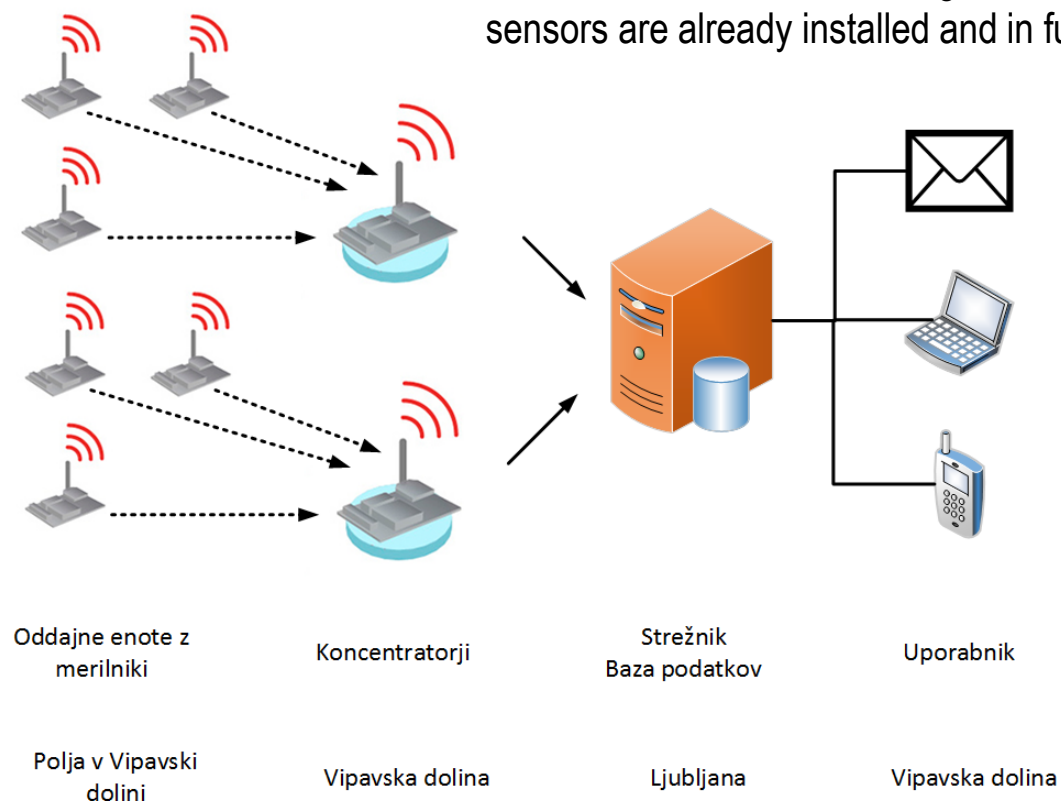 sensors are already installed and in
Oddajne enote z
merilniki
Koncentratorji
Strežnik
Baza podatkov
Uporabnik
Polja v Vipavski
dolini
Vipavska dolina
Ljubljana
Vipavska dolina